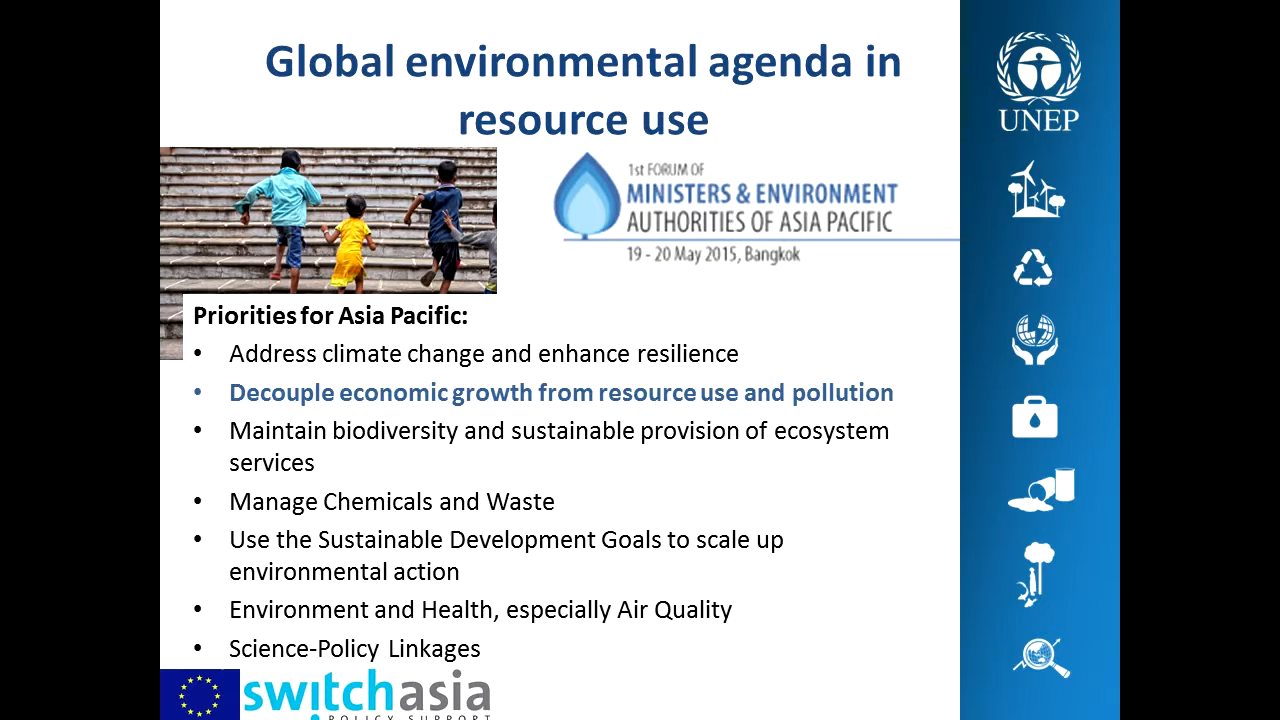 Global environmental agenda in
resource use
UNEP
1st FORUM OF
MINISTERS & ENVIRONMENT
AUTHORITIES OF ASIA PACIFIC
19 - 20 May 2015, Bangkok
Priorities for Asia Pacific:
• Address climate change and enhance resilience
• Decouple economic growth from resource use and pollution
• Maintain biodiversity and sustainable provision of ecosystem
services
• Manage Chemicals and Waste
• Use the Sustainable Development Goals to scale up
environmental action
• Environment and Health, especially Air Quality
• Science-Policy Linkages
switchasia
POLICY SUPPORT